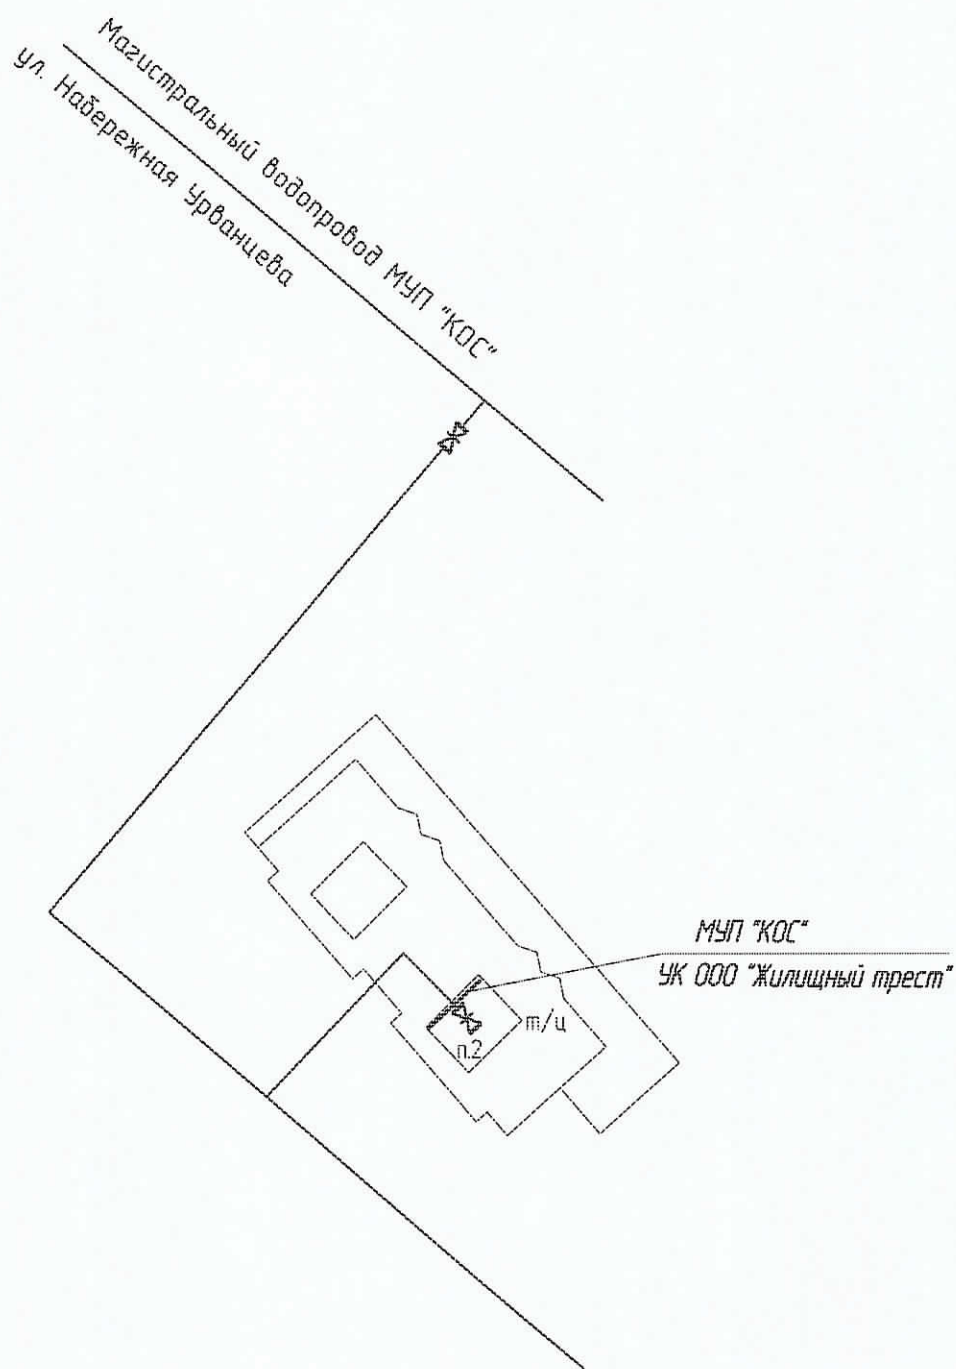 Магистральный водопровод МУП "КОС"
ул. Набережная Урванцева
МУП "КОС"
УК ООО "Жилищный трест"
т/ц
п.2